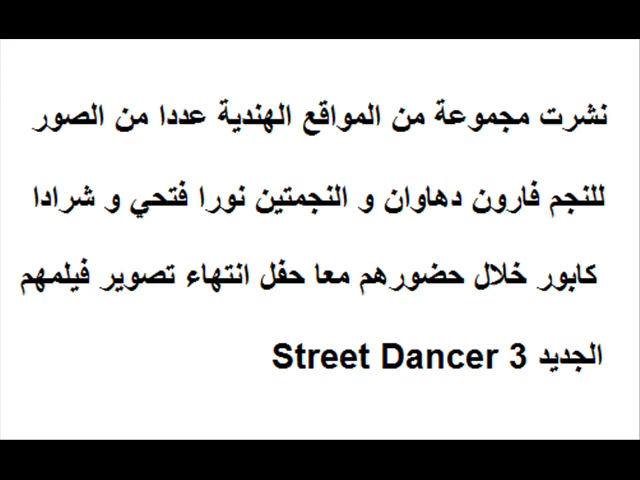 نشرت مجموعة من المواقع الهندية عددا من الصور
للنجم فارون دهاوان و النجمتين نورا فتحي و شرادا
كابور خلال حضورهم معا حفل انتهاء تصوير فيلمهم
الجديد Street Dancer 3